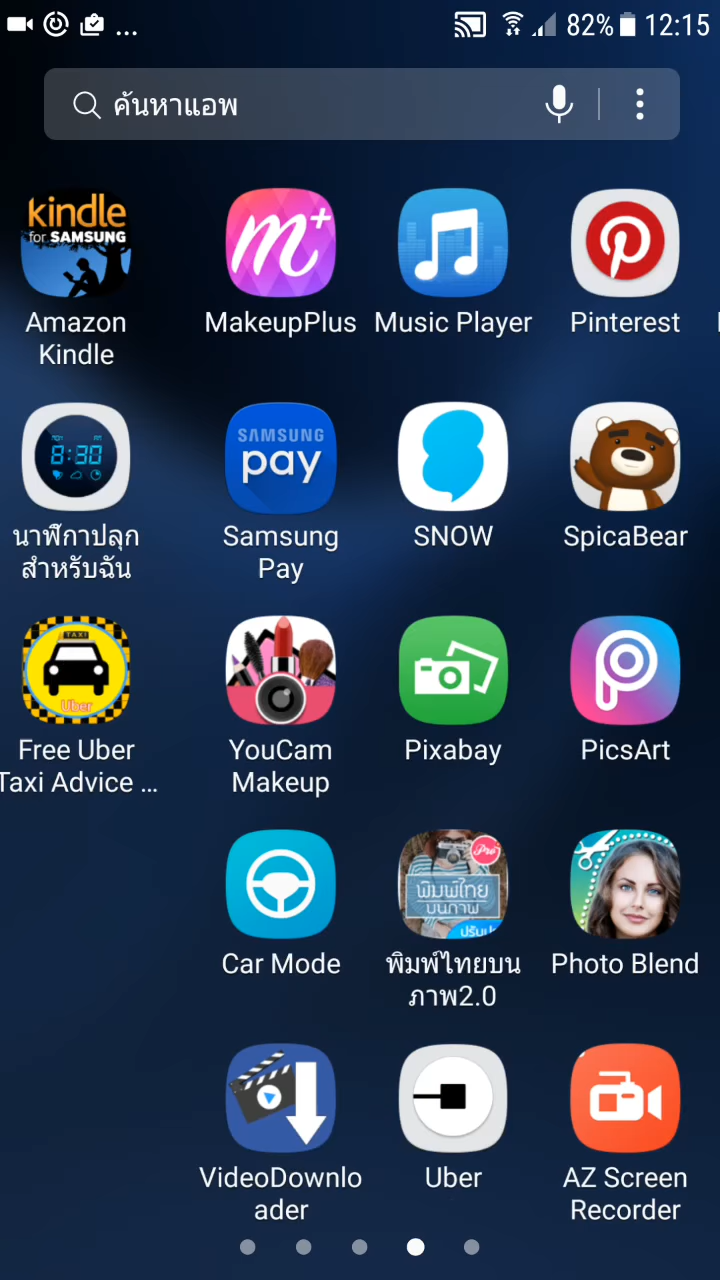 ... 82% 12:15
ค้นหาแอพ
kindle
for SAMSUNG
m+
Amazon
Kindle
MakeupPlus
Music Player
Pinterest
8:30
SAMSUNG
pay
นาฬิกาปลุก
สำหรับฉัน
Samsung
Pay
SNOW
SpicaBear
TAXI
Uber
Free Uber
Taxi Advice ...
YouCam
Makeup
Pixabay
PicsArt
Pro
พิมพ์ไทย
บนภาพ
Car Mode
พิมพ์ไทยบน
ภาพ2.0
Photo Blend
VideoDownlo
ader
Uber
AZ Screen
Recorder